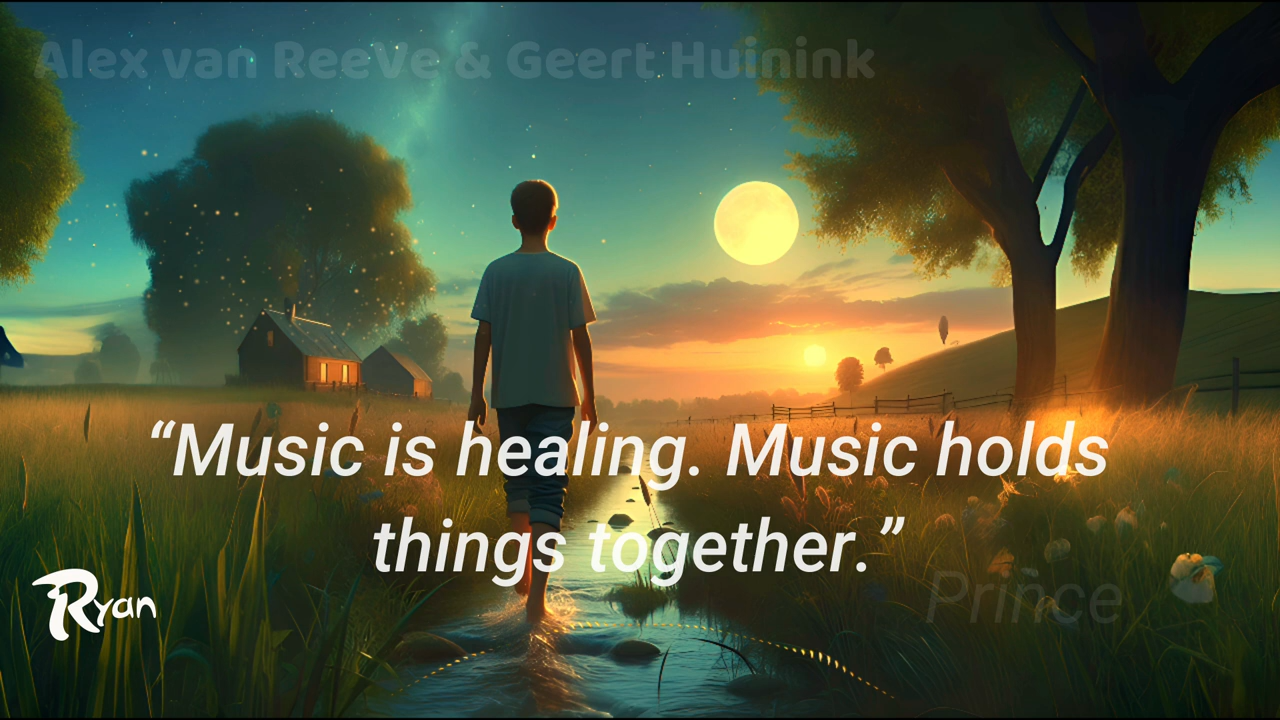 Alex van ReeVe & Geert Huinink
“Music is healing. Music holds
things together.”
Prince
Ryan